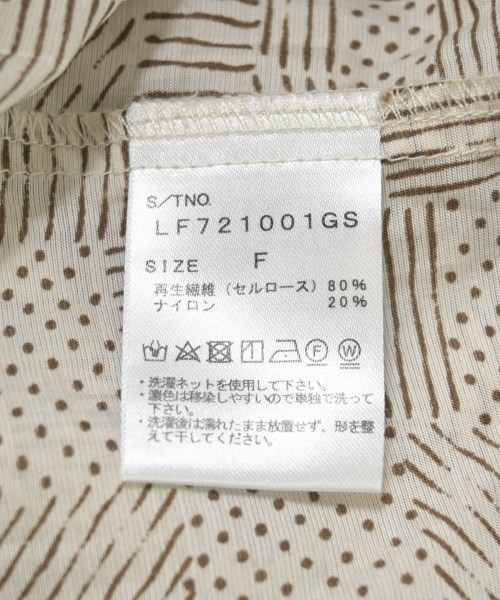 S/TNO.
LF721001GS
SIZE F
再生繊維（セルロース）80%
ナイロン 20%
F W
・洗濯ネットを使用して下さい。
・濃色は移染しやすいので単独で洗って
下さい。
・洗濯後は濡れたまま放置せず、形を整
えて干してください。